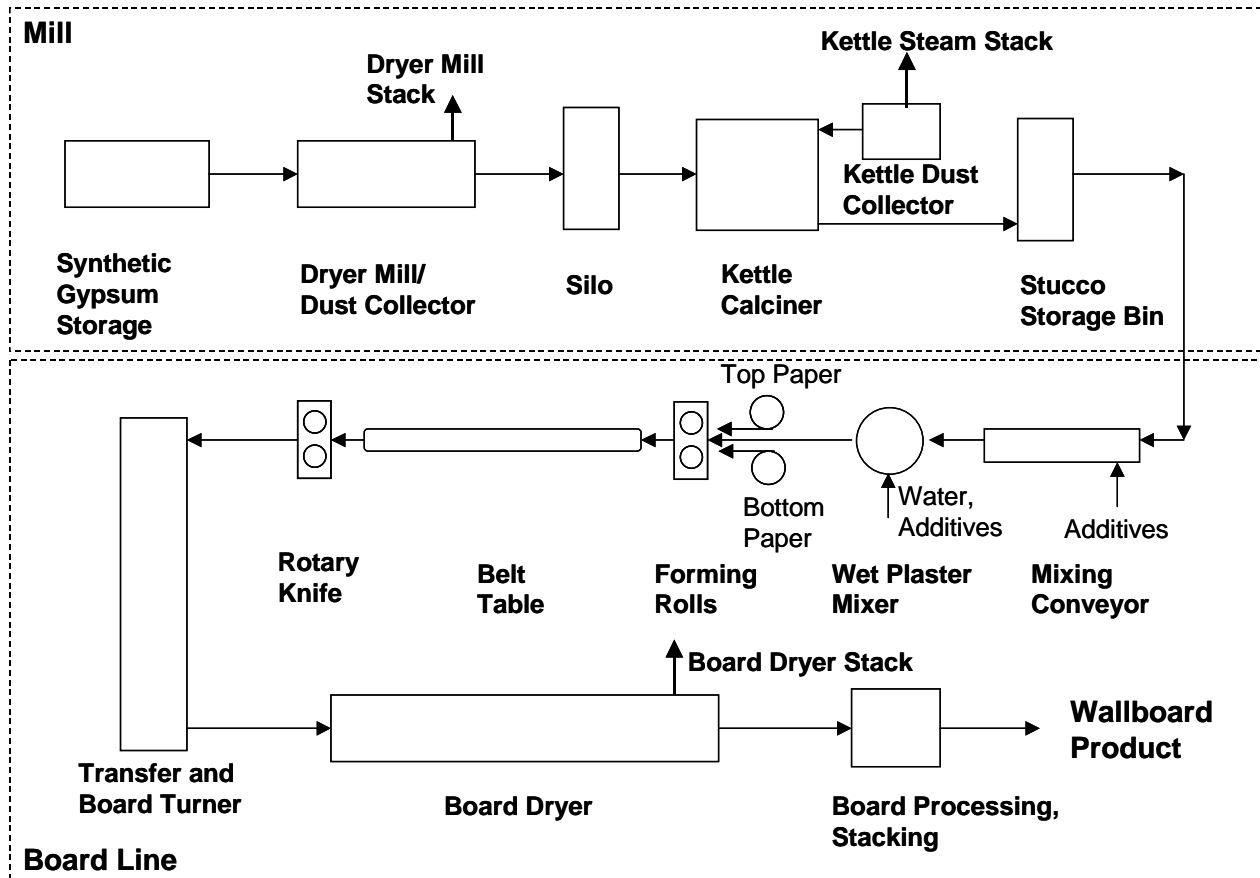 Mill
Kettle Steam Stack
Dryer Mill
Stack
Kettle Dust
Collector
Synthetic
Gypsum
Storage
Dryer Mill/
Dust Collector
Silo
Kettle
Calciner
Stucco
Storage Bin
Top Paper
Bottom
Paper
Water,
Additives
Additives
Rotary
Knife
Belt
Table
Forming
Rolls
Wet Plaster
Mixer
Mixing
Conveyor
Board Dryer Stack
Wallboard
Product
Transfer and
Board Turner
Board Dryer
Board Processing,
Stacking
Board Line